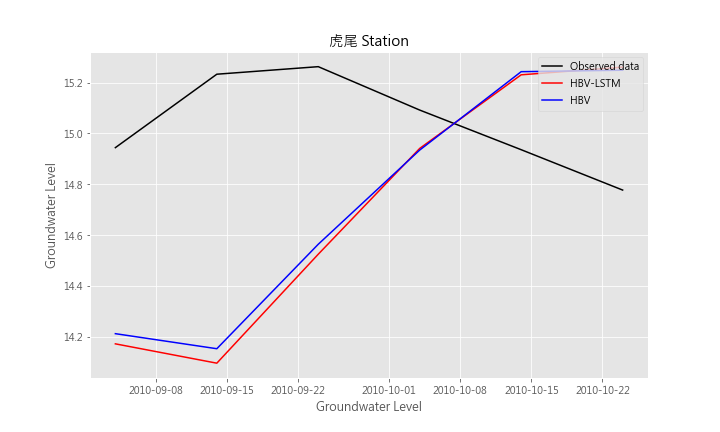 虎尾 Station
Observed data
HBV-LSTM
HBV
Groundwater Level
15.2
15.0
14.8
14.6
14.4
14.2
2010-09-08
2010-09-15
2010-09-22
2010-10-01
2010-10-08
2010-10-15
2010-10-22
Groundwater Level